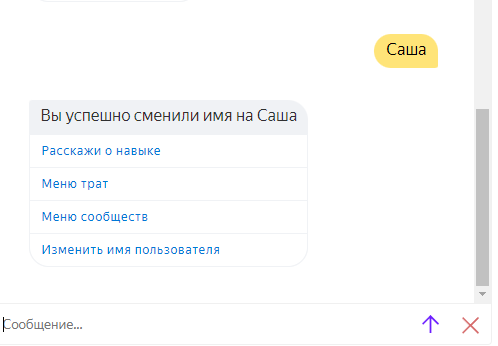 Саша
Вы успешно сменили имя на Саша
Расскажи о навыке
Меню трат
Меню сообществ
Изменить имя пользователя
Сообщение...